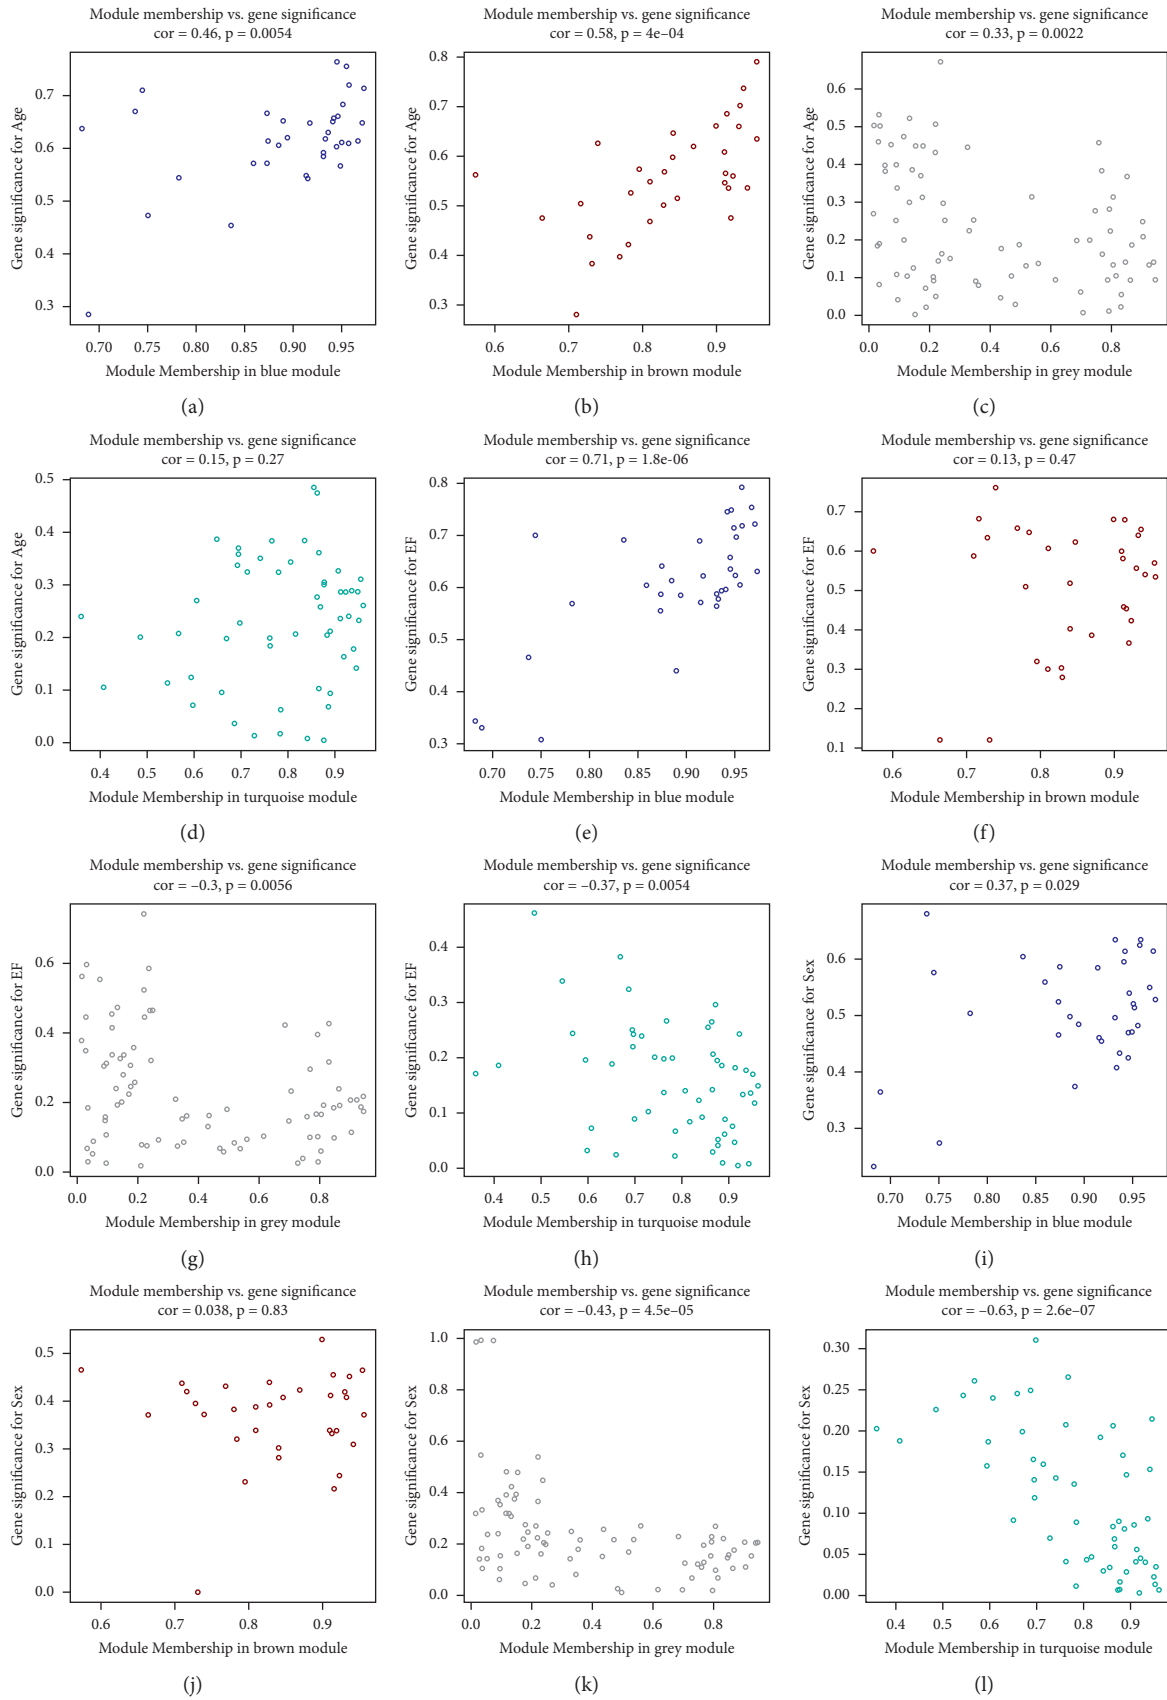 Module membership vs. gene significance
cor = 0.46, p = 0.0054
Gene significance for Age
0.7
0.6
0.5
0.4
0.3
0.70 0.75 0.80 0.85 0.90 0.95
Module Membership in blue module
(a)
Module membership vs. gene significance
cor = 0.58, p = 4e–04
Gene significance for Age
0.8
0.7
0.6
0.5
0.4
0.3
0.6 0.7 0.8 0.9
Module Membership in brown module
(b)
Module membership vs. gene significance
cor = 0.33, p = 0.0022
Gene significance for Age
0.6
0.5
0.4
0.3
0.2
0.1
0.0
0.0 0.2 0.4 0.6 0.8
Module Membership in grey module
(c)
Module membership vs. gene significance
cor = 0.15, p = 0.27
Gene significance for Age
0.5
0.4
0.3
0.2
0.1
0.0
0.4 0.5 0.6 0.7 0.8 0.9
Module Membership in turquoise module
(d)
Module membership vs. gene significance
cor = 0.71, p = 1.8e-06
Gene significance for EF
0.8
0.7
0.6
0.5
0.4
0.3
0.70 0.75 0.80 0.85 0.90 0.95
Module Membership in blue module
(e)
Module membership vs. gene significance
cor = 0.13, p = 0.47
Gene significance for EF
0.7
0.6
0.5
0.4
0.3
0.2
0.1
0.6 0.7 0.8 0.9
Module Membership in brown module
(f)
Module membership vs. gene significance
cor = –0.3, p = 0.0056
Gene significance for EF
0.6
0.4
0.2
0.0
0.0 0.2 0.4 0.6 0.8
Module Membership in grey module
(g)
Module membership vs. gene significance
cor = –0.37, p = 0.0054
Gene significance for EF
0.4
0.3
0.2
0.1
0.0
0.4 0.5 0.6 0.7 0.8 0.9
Module Membership in turquoise module
(h)
Module membership vs. gene significance
cor = 0.37, p = 0.029
Gene significance for Sex
0.6
0.5
0.4
0.3
0.70 0.75 0.80 0.85 0.90 0.95
Module Membership in blue module
(i)
Module membership vs. gene significance
cor = 0.038, p = 0.83
Gene significance for Sex
0.5
0.4
0.3
0.2
0.1
0.0
0.6 0.7 0.8 0.9
Module Membership in brown module
(j)
Module membership vs. gene significance
cor = –0.43, p = 4.5e–05
Gene significance for Sex
1.0
0.8
0.6
0.4
0.2
0.0
0.0 0.2 0.4 0.6 0.8
Module Membership in grey module
(k)
Module membership vs. gene significance
cor = –0.63, p = 2.6e–07
Gene significance for Sex
0.30
0.25
0.20
0.15
0.10
0.05
0.00
0.4 0.5 0.6 0.7 0.8 0.9
Module Membership in turquoise module
(l)